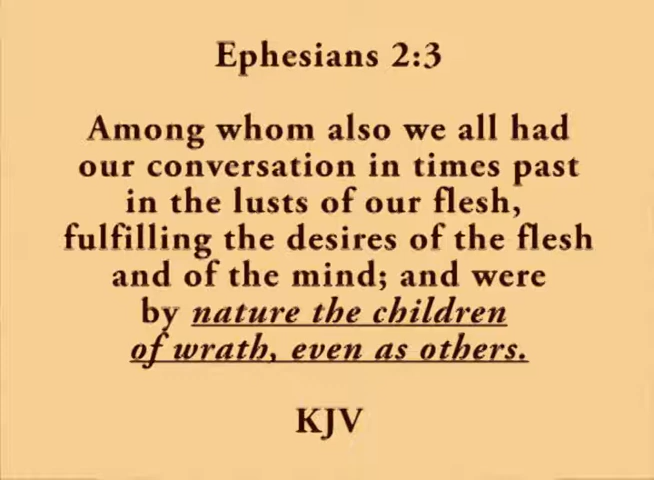 Ephesians 2:3
Among whom also we all had
our conversation in times past
in the lusts of our flesh,
fulfilling the desires of the flesh
and of the mind; and were
by nature the children
of wrath, even as others.
KJV